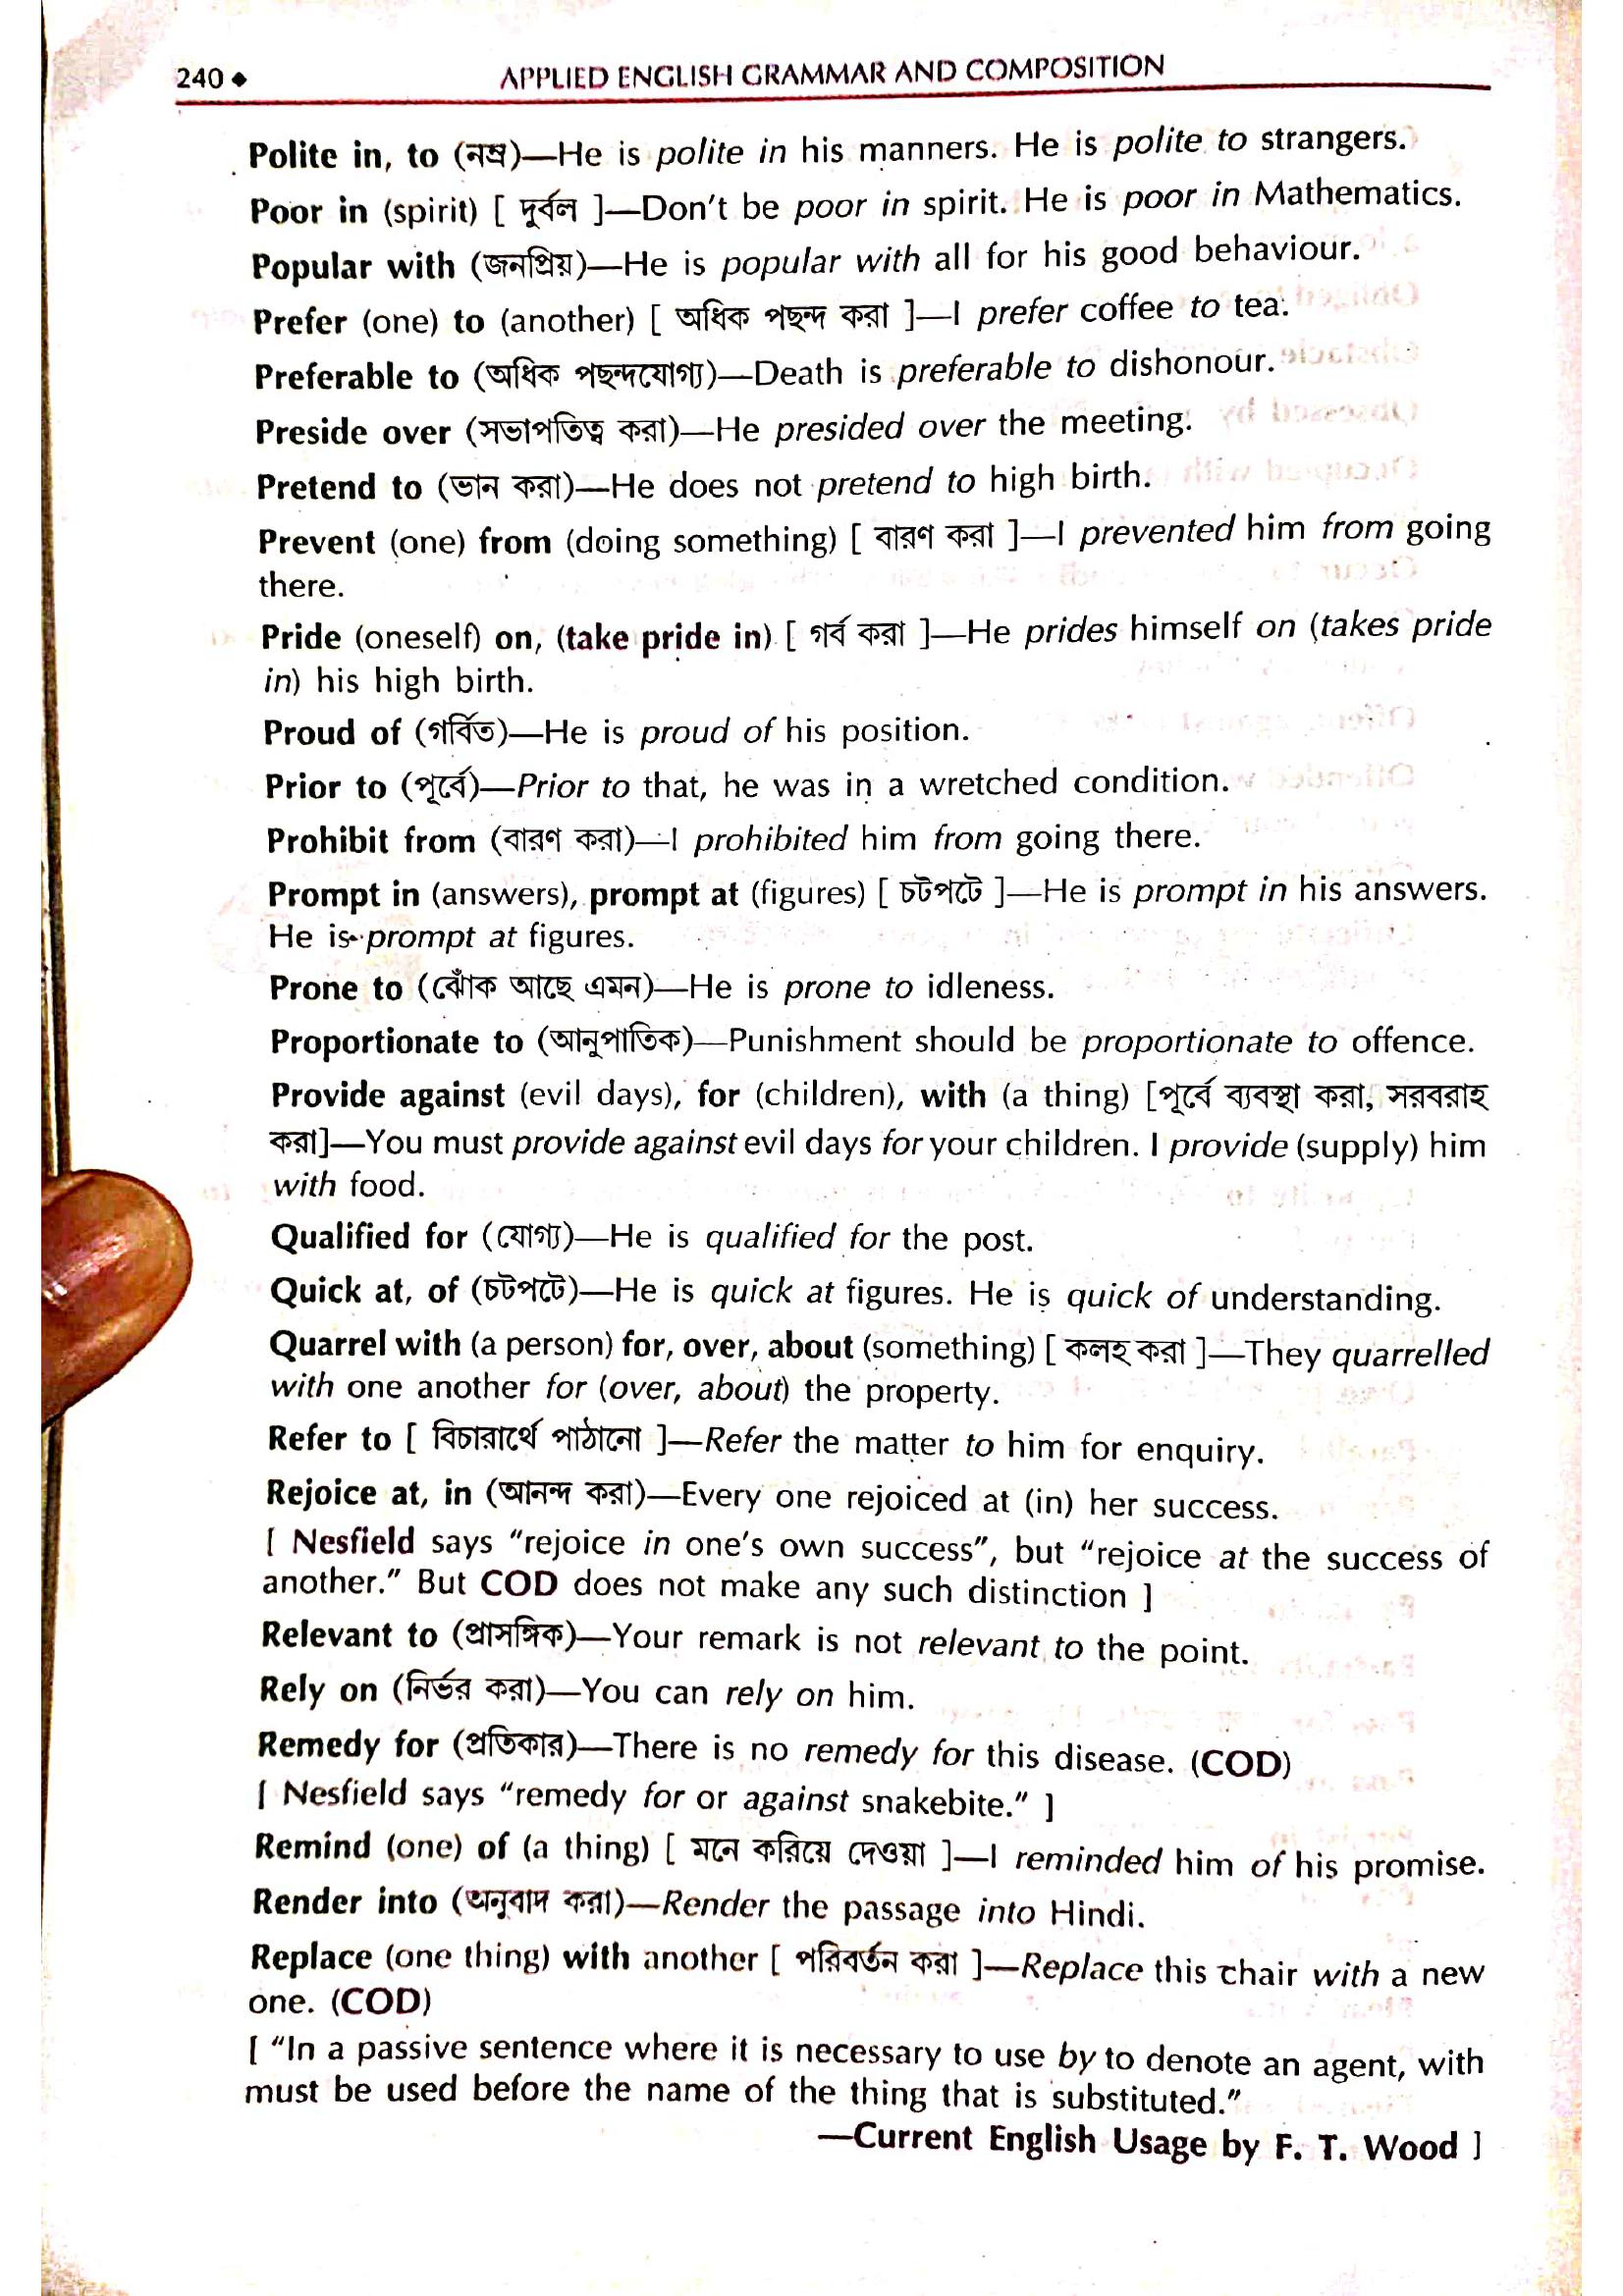 240 ◆ APPLIED ENGLISH GRAMMAR AND COMPOSITION
Polite in, to (নম্র)—He is polite in his manners. He is polite to strangers.
Poor in (spirit) [ দুর্বল ]—Don't be poor in spirit. He is poor in Mathematics.
Popular with (জনপ্রিয়)—He is popular with all for his good behaviour.
Prefer (one) to (another) [ অধিক পছন্দ করা ]—I prefer coffee to tea.
Preferable to (অধিক পছন্দযোগ্য)—Death is preferable to dishonour.
Preside over (সভাপতিত্ব করা)—He presided over the meeting.
Pretend to (ভান করা)—He does not pretend to high birth.
Prevent (one) from (doing something) [ বারণ করা ]—I prevented him from going
there.
Pride (oneself) on, (take pride in) [ গর্ব করা ]—He prides himself on (takes pride
in) his high birth.
Proud of (গর্বিত)—He is proud of his position.
Prior to (পূর্বে)—Prior to that, he was in a wretched condition.
Prohibit from (বারণ করা)—I prohibited him from going there.
Prompt in (answers), prompt at (figures) [ চটপটে ]—He is prompt in his answers.
He is prompt at figures.
Prone to (ঝোঁক আছে এমন)—He is prone to idleness.
Proportionate to (আনুপাতিক)—Punishment should be proportionate to offence.
Provide against (evil days), for (children), with (a thing) [পূর্বে ব্যবস্থা করা, সরবরাহ
করা]—You must provide against evil days for your children. I provide (supply) him
with food.
Qualified for (যোগ্য)—He is qualified for the post.
Quick at, of (চটপটে)—He is quick at figures. He is quick of understanding.
Quarrel with (a person) for, over, about (something) [ কলহ করা ]—They quarrelled
with one another for (over, about) the property.
Refer to [ বিচারার্থে পাঠানো ]—Refer the matter to him for enquiry.
Rejoice at, in (আনন্দ করা)—Every one rejoiced at (in) her success.
[ Nesfield says "rejoice in one's own success", but "rejoice at the success of
another." But COD does not make any such distinction ]
Relevant to (প্রাসঙ্গিক)—Your remark is not relevant to the point.
Rely on (নির্ভর করা)—You can rely on him.
Remedy for (প্রতিকার)—There is no remedy for this disease. (COD)
[ Nesfield says "remedy for or against snakebite." ]
Remind (one) of (a thing) [ মনে করিয়ে দেওয়া ]—I reminded him of his promise.
Render into (অনুবাদ করা)—Render the passage into Hindi.
Replace (one thing) with another [ পরিবর্তন করা ]—Replace this chair with a new
one. (COD)
[ "In a passive sentence where it is necessary to use by to denote an agent, with
must be used before the name of the thing that is substituted."
—Current English Usage by F. T. Wood ]